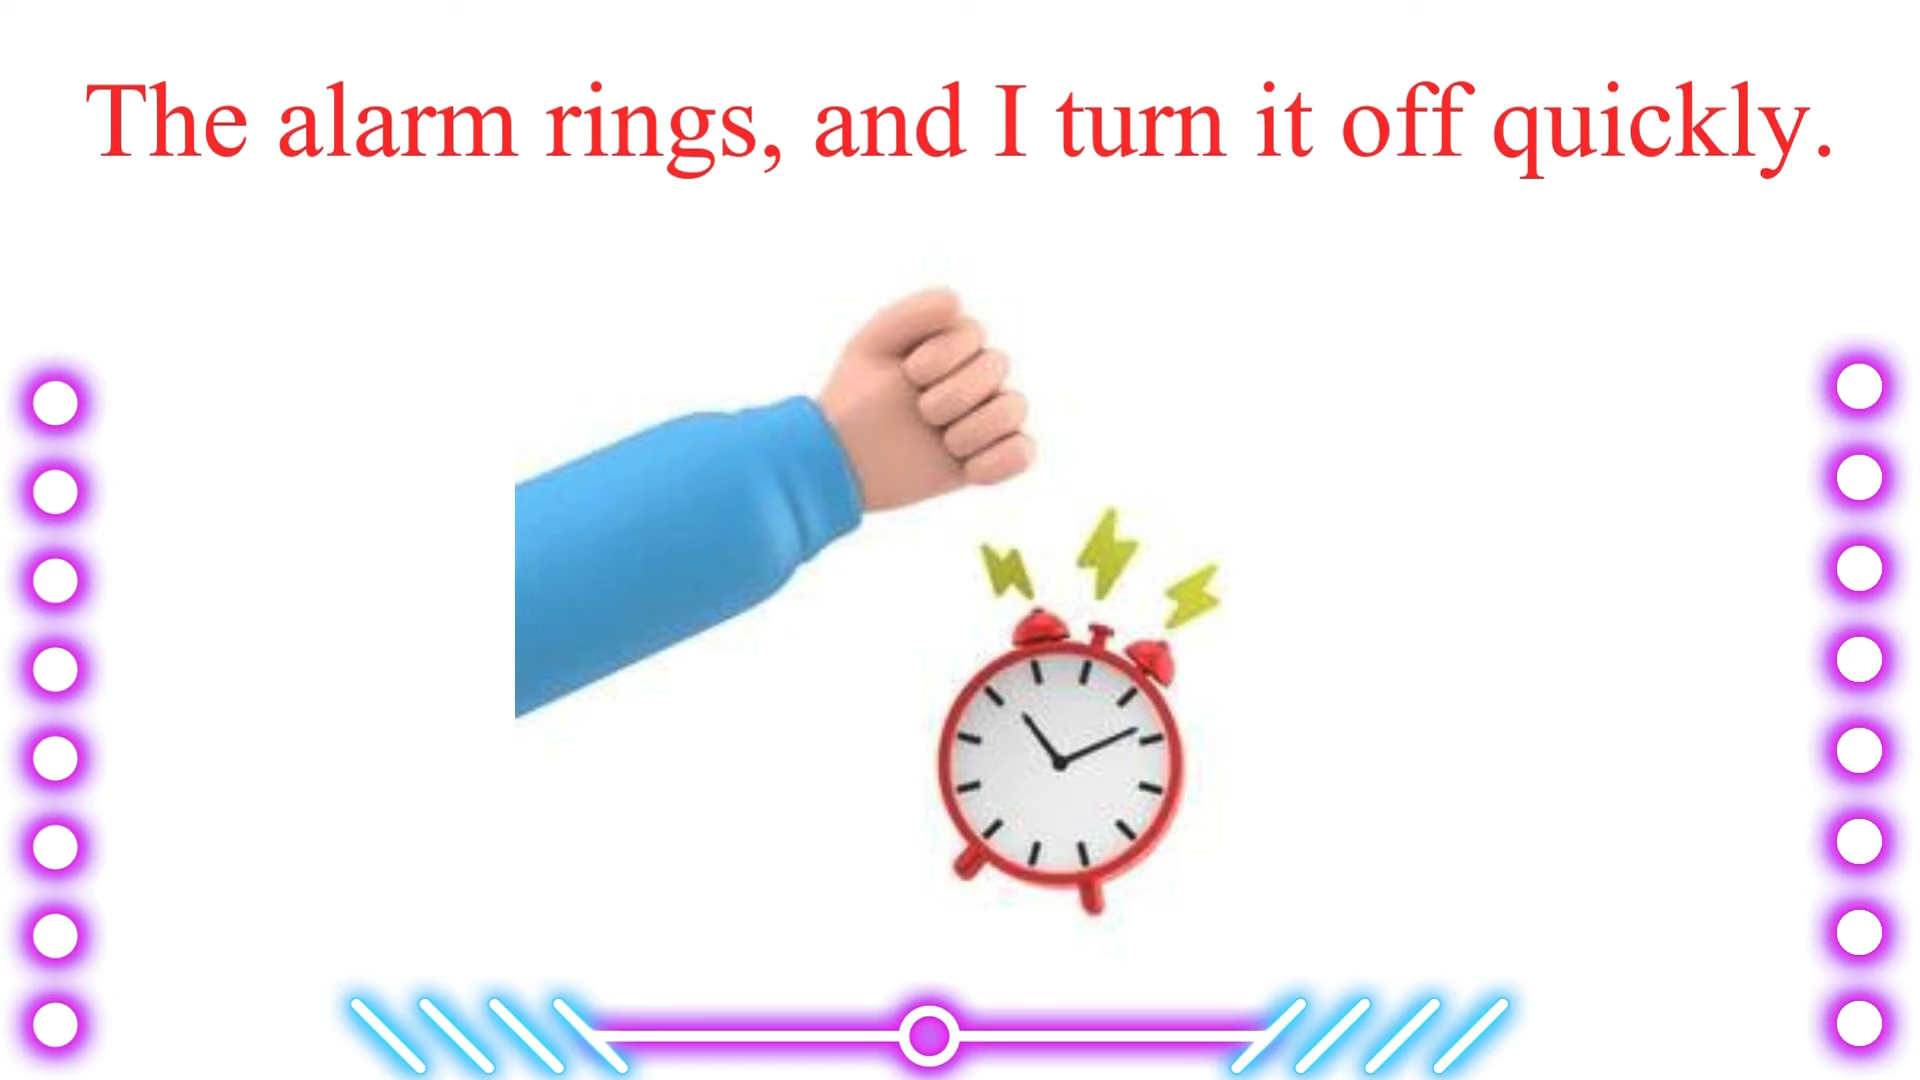 The alarm rings, and I turn it off quickly.